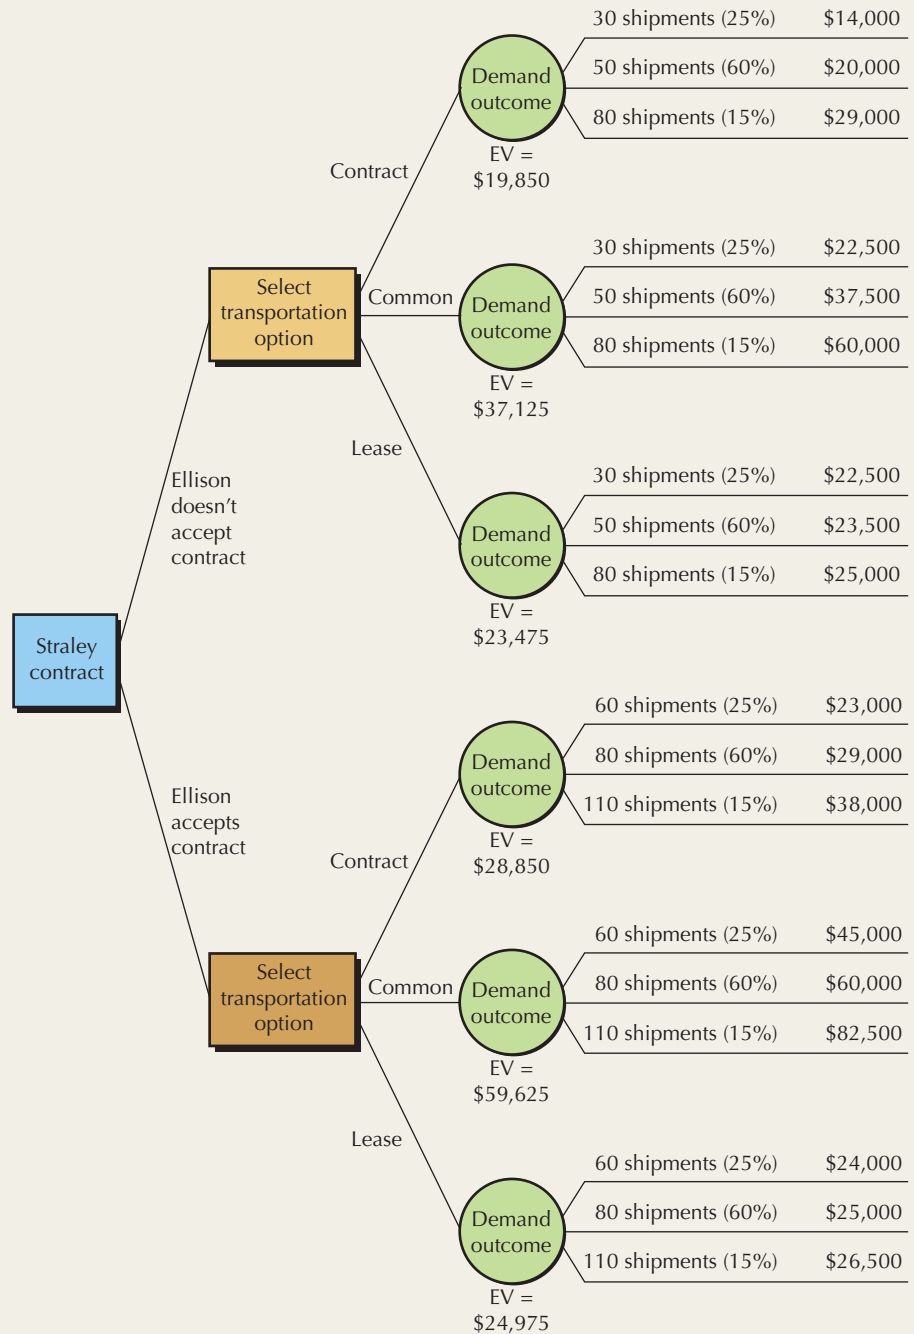 30 shipments (25%) $14,000
Demand outcome
50 shipments (60%) $20,000
80 shipments (15%) $29,000
EV =
$19,850
Contract
30 shipments (25%) $22,500
Select
transportation
option
Common
Demand
outcome
50 shipments (60%) $37,500
80 shipments (15%) $60,000
EV =
$37,125
Lease
30 shipments (25%) $22,500
Ellison
doesn't
accept
contract
Demand
outcome
50 shipments (60%) $23,500
80 shipments (15%) $25,000
EV =
$23,475
Straley
contract
60 shipments (25%) $23,000
Demand
outcome
80 shipments (60%) $29,000
110 shipments (15%) $38,000
EV =
$28,850
Ellison
accepts
contract
Contract
60 shipments (25%) $45,000
Select
transportation
option
Common
Demand
outcome
80 shipments (60%) $60,000
110 shipments (15%) $82,500
EV =
$59,625
Lease
60 shipments (25%) $24,000
Demand
outcome
80 shipments (60%) $25,000
110 shipments (15%) $26,500
EV =
$24,975